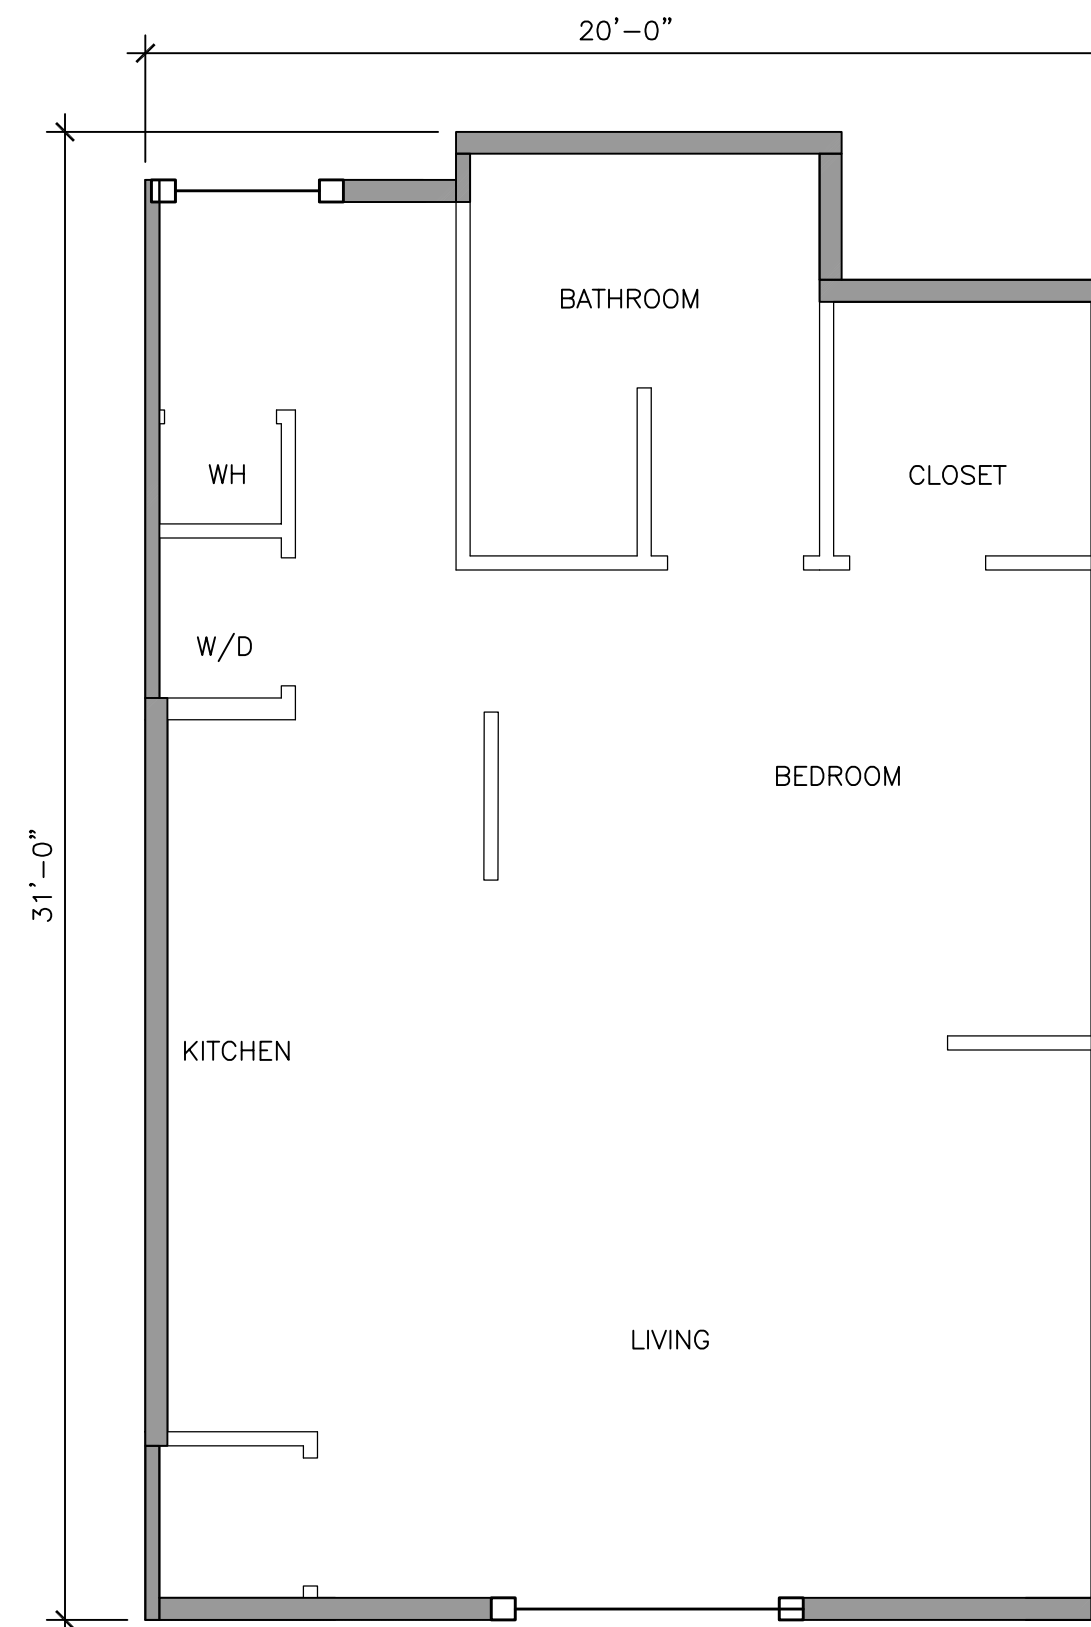 20’-0”
BATHROOM
WH
CLOSET
W/D
BEDROOM
31’-0”
KITCHEN
LIVING